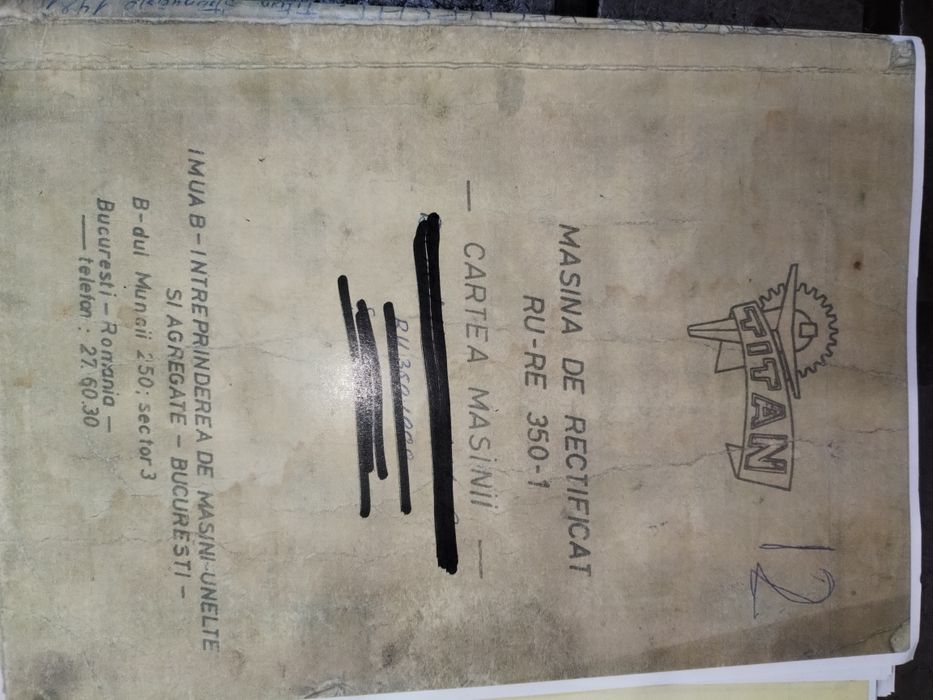 TITAN
12
MASINA DE RECTIFICAT
RU-RE 350-1
— CARTEA MASINII —
IMUAB-INTREPRINDEREA DE MASINI-UNELTE
SI AGREGATE - BUCURESTI -
B-dul Muncii 250; sector 3
Bucuresti - Romania -
telefon: 27.60.30